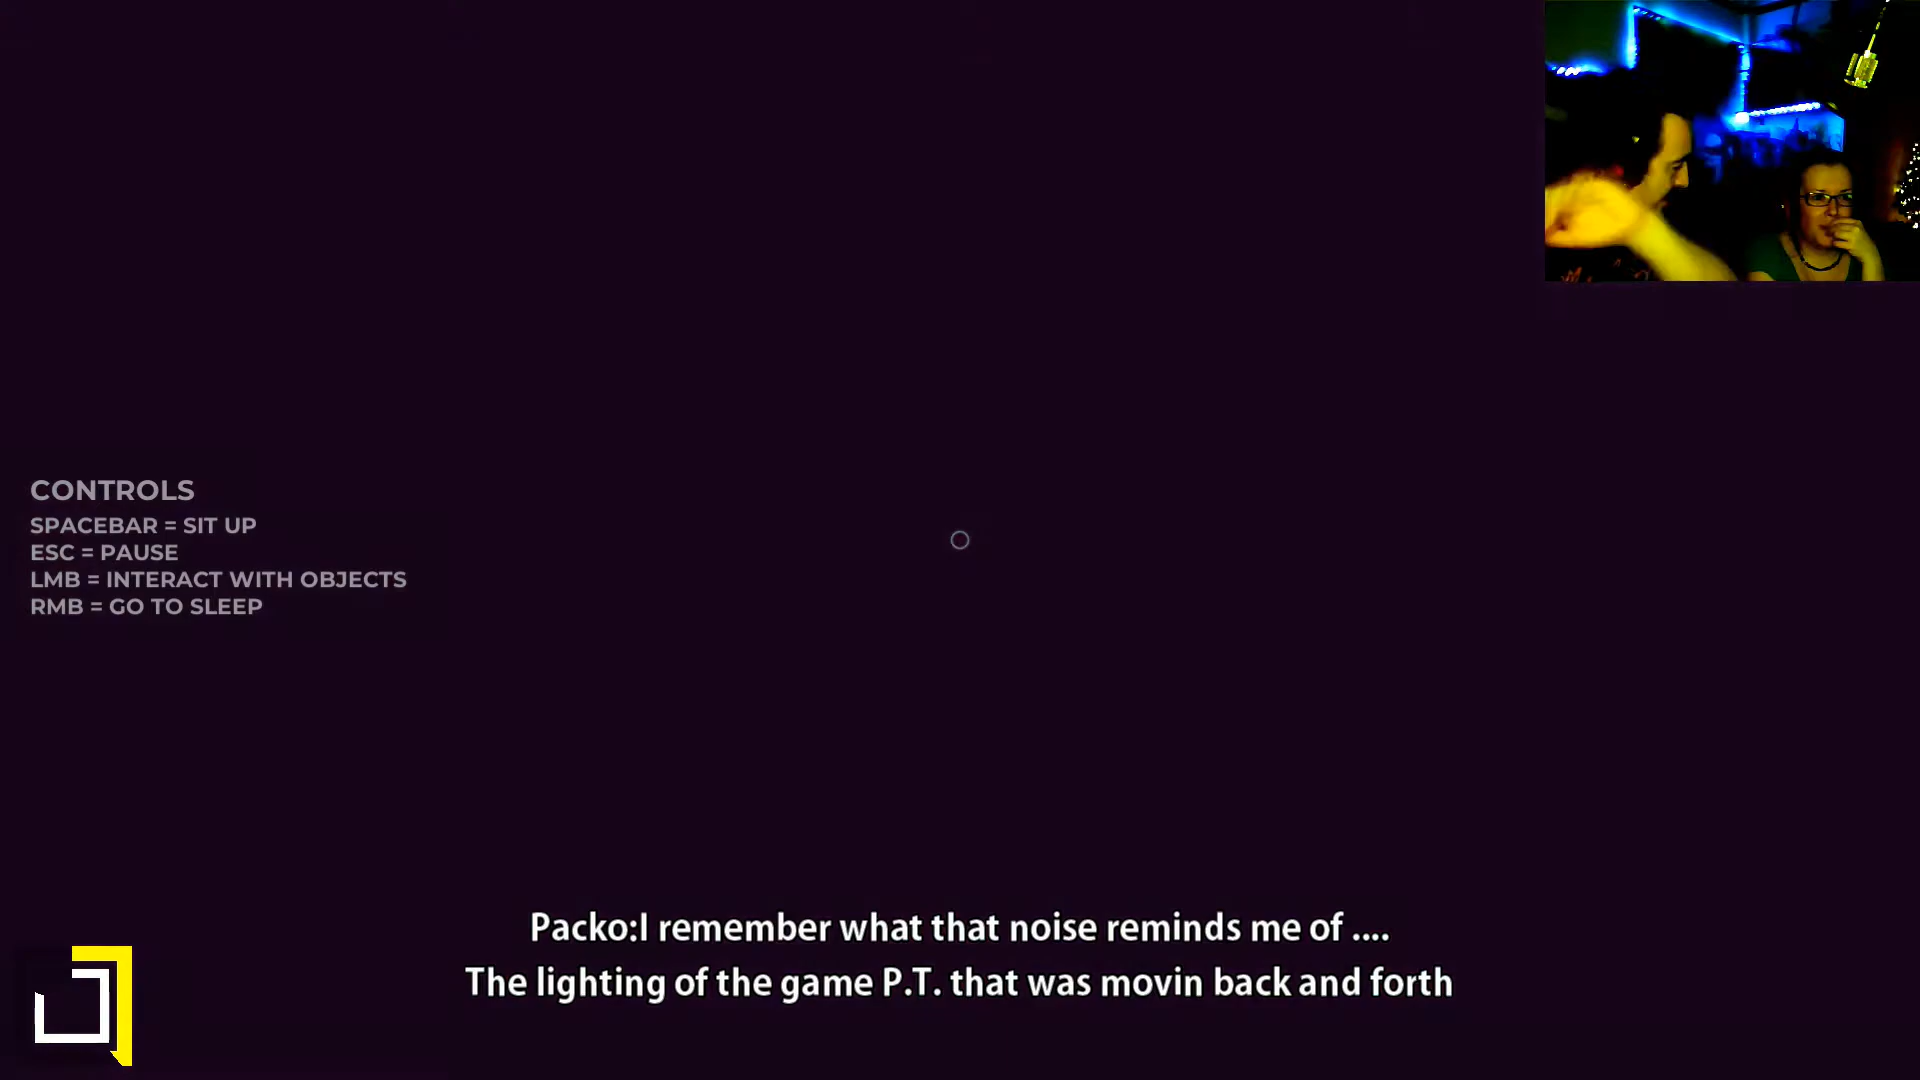 CONTROLS
SPACEBAR = SIT UP
ESC = PAUSE
LMB = INTERACT WITH OBJECTS
RMB = GO TO SLEEP
Packo:I remember what that noise reminds me of ....
The lighting of the game P.T. that was movin back and forth